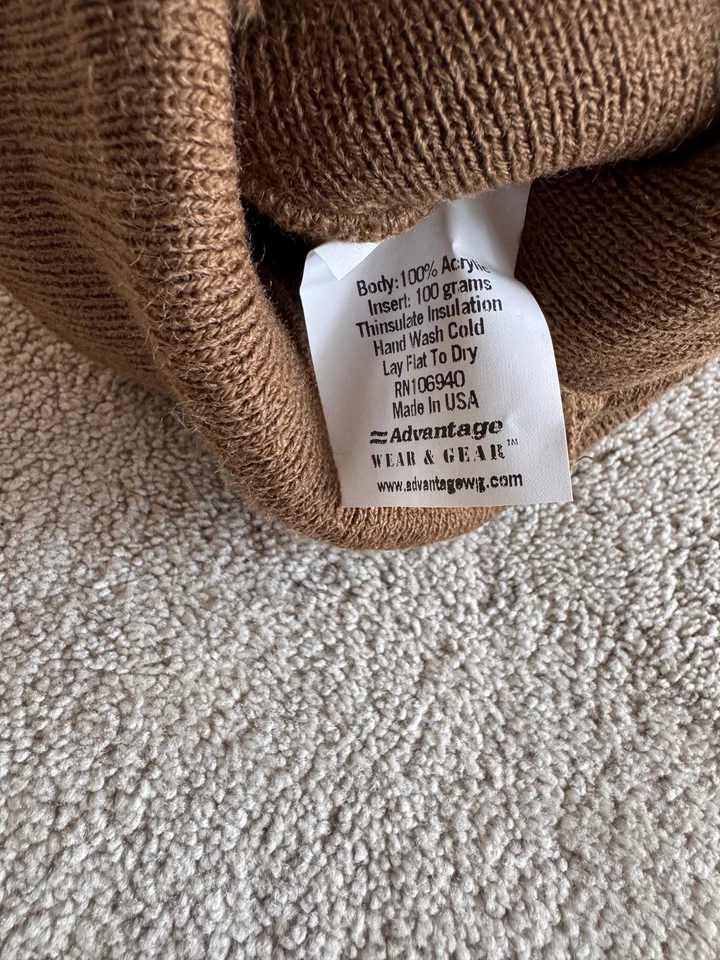 Body: 100% Acrylic
Insert: 100 grams
Thinsulate Insulation
Hand Wash Cold
Lay Flat To Dry
RN106940
Made In USA
Advantage
WEAR & GEAR™
www.advantagewg.com